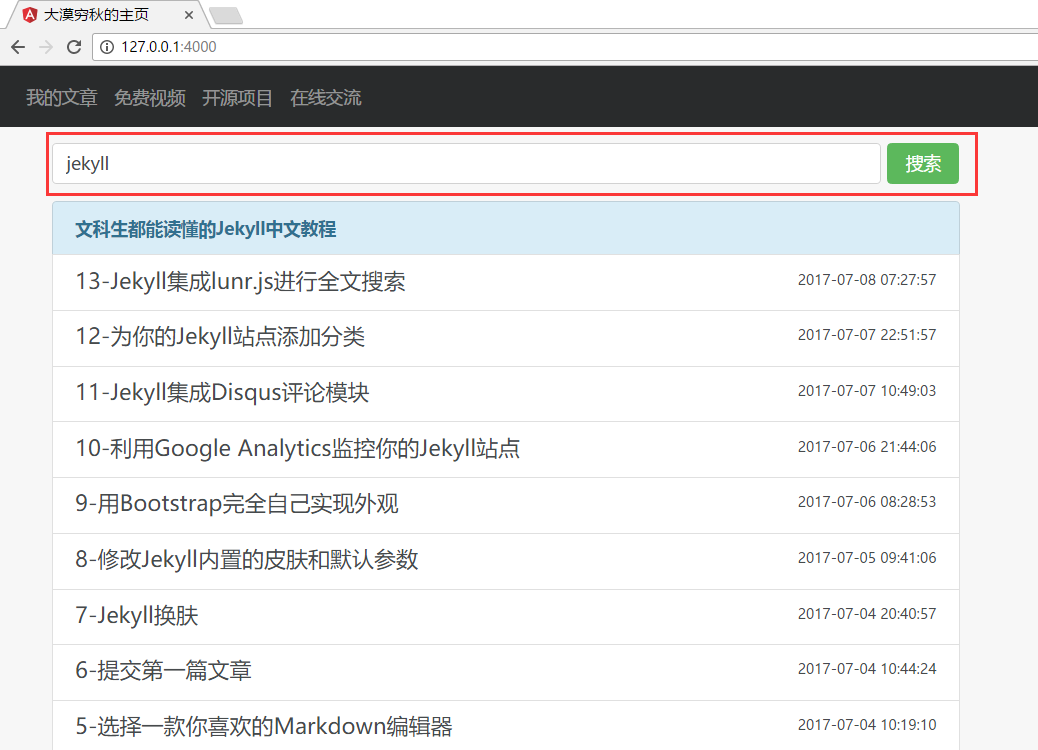 大漠穷秋的主页
127.0.0.1:4000
我的文章 免费视频 开源项目 在线交流
jekyll 搜索
文科生都能读懂的Jekyll中文教程
13-Jekyll集成lunr.js进行全文搜索 2017-07-08 07:27:57
12-为你的Jekyll站点添加分类 2017-07-07 22:51:57
11-Jekyll集成Disqus评论模块 2017-07-07 10:49:03
10-利用Google Analytics监控你的Jekyll站点 2017-07-06 21:44:06
9-用Bootstrap完全自己实现外观 2017-07-06 08:28:53
8-修改Jekyll内置的皮肤和默认参数 2017-07-05 09:41:06
7-Jekyll换肤 2017-07-04 20:40:57
6-提交第一篇文章 2017-07-04 10:44:24
5-选择一款你喜欢的Markdown编辑器 2017-07-04 10:19:10